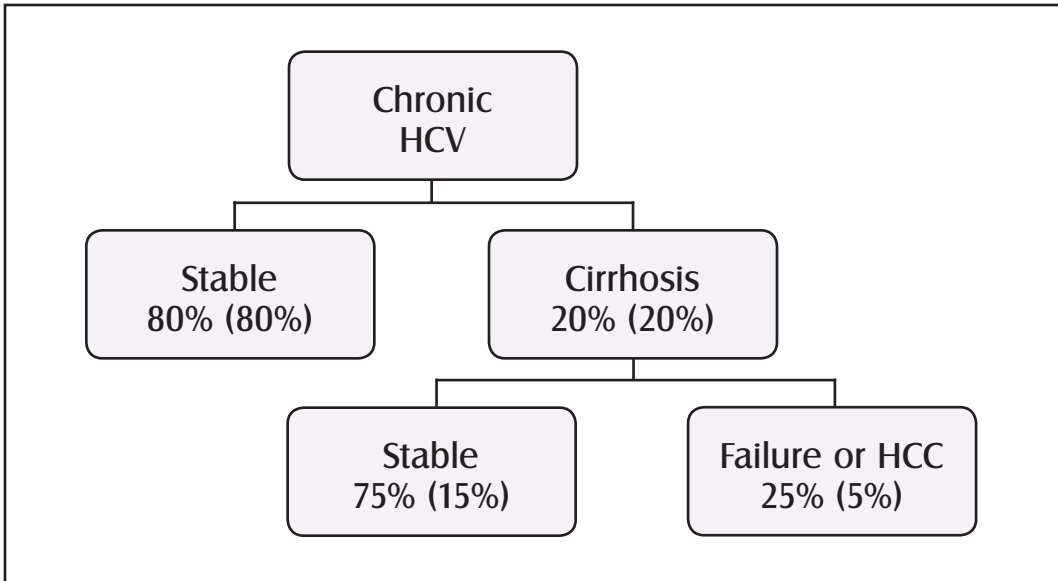 Chronic
HCV
Stable
80% (80%)
Cirrhosis
20% (20%)
Stable
75% (15%)
Failure or HCC
25% (5%)